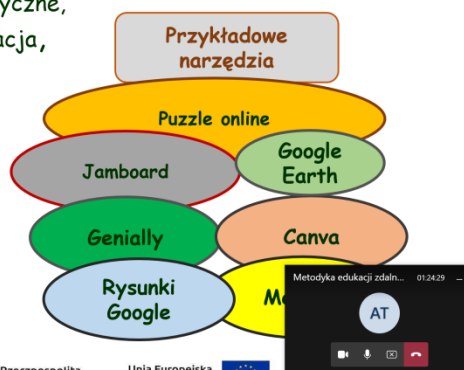 yczne,
acja,
Przykładowe
narzędzia
Puzzle online
Jamboard
Google
Earth
Genially
Canva
Rysunki
Google
Metodyka edukacji zdaln... 01:24:29
AT
Rzeczpospolita Unia Europejska